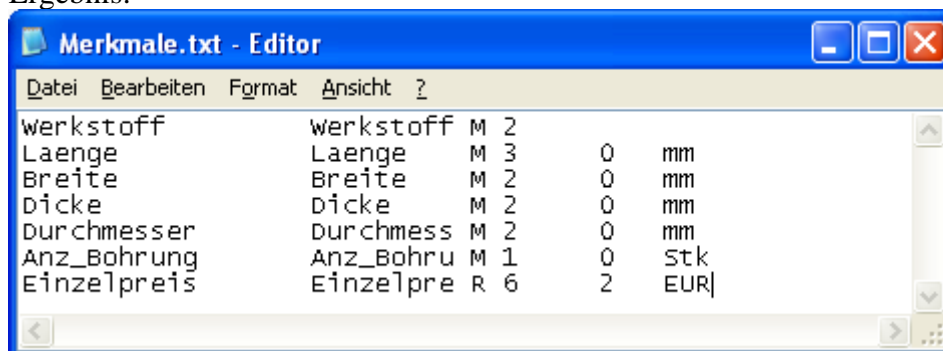 Ergebnis:
Merkmale.txt - Editor
Datei Bearbeiten Format Ansicht ?
Werkstoff Werkstoff M 2
Laenge Laenge M 3 0 mm
Breite Breite M 2 0 mm
Dicke Dicke M 2 0 mm
Durchmesser Durchmess M 2 0 mm
Anz_Bohrung Anz_Bohru M 1 0 Stk
Einzelpreis Einzelpre R 6 2 EUR